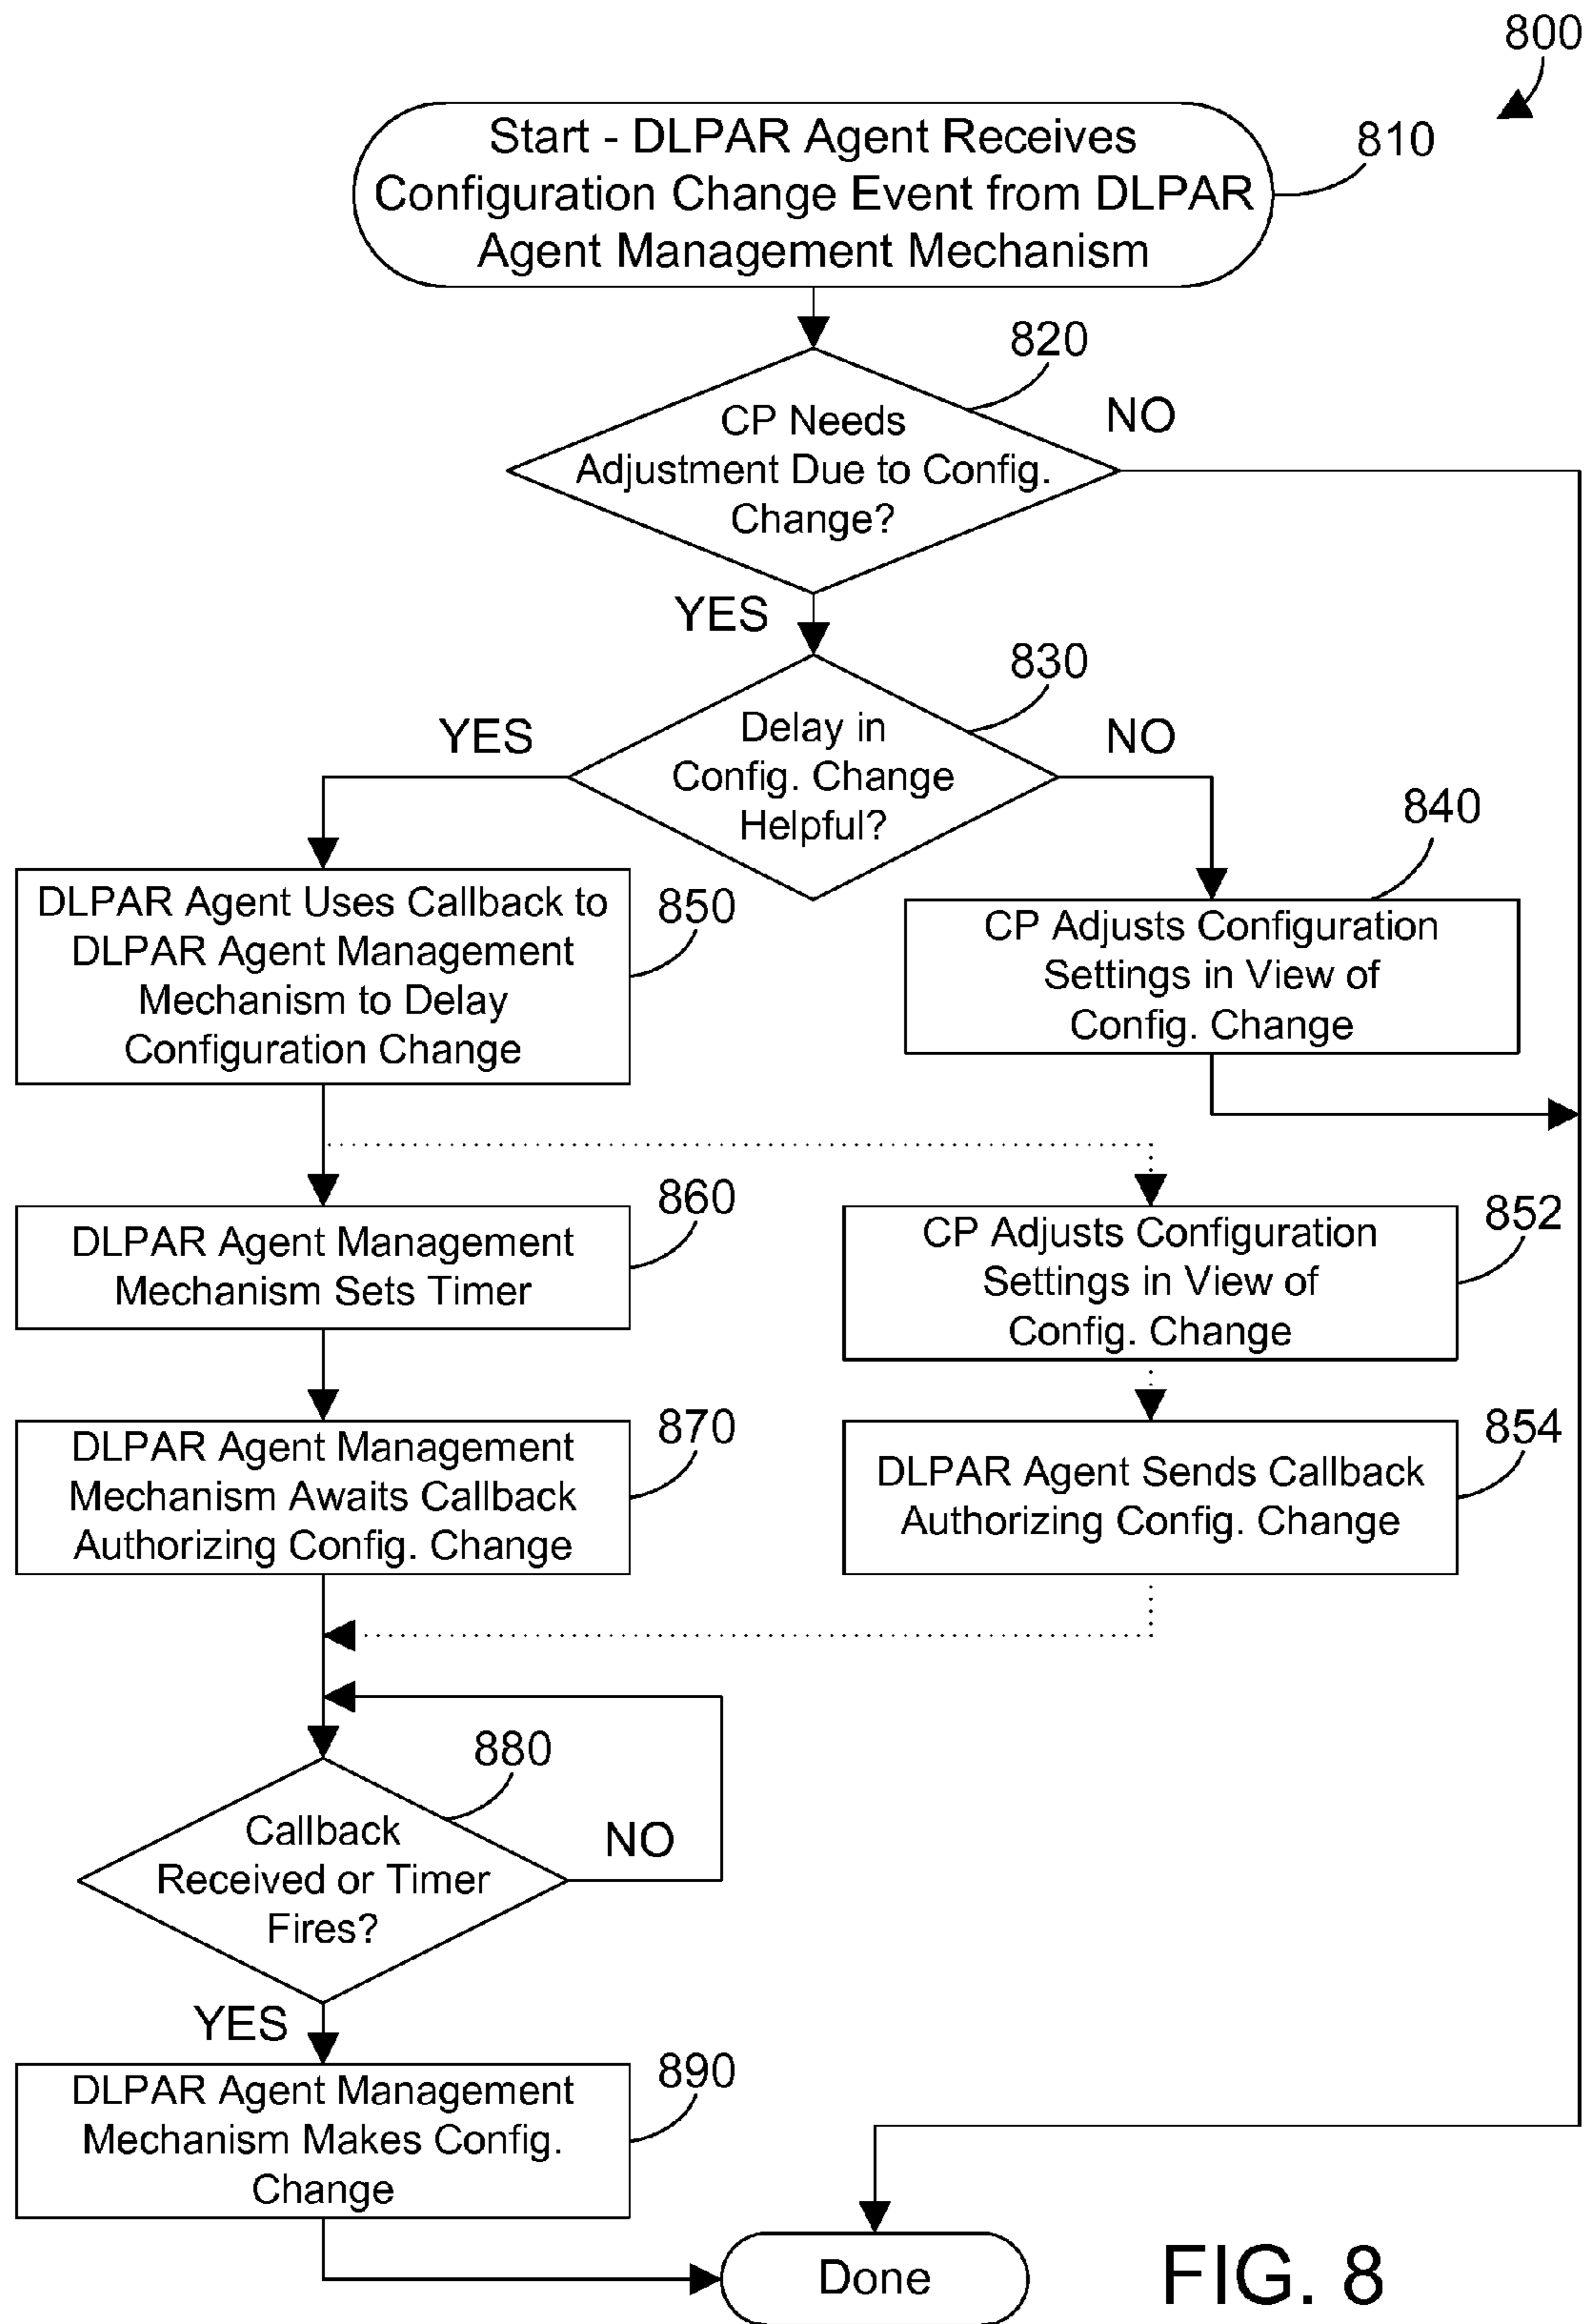 800
Start - DLPAR Agent Receives
Configuration Change Event from DLPAR
Agent Management Mechanism
810
820
CP Needs
Adjustment Due to Config.
Change?
NO
YES
830
Delay in
Config. Change
Helpful?
YES
NO
840
CP Adjusts Configuration
Settings in View of
Config. Change
DLPAR Agent Uses Callback to
DLPAR Agent Management
Mechanism to Delay
Configuration Change
850
860
DLPAR Agent Management
Mechanism Sets Timer
852
CP Adjusts Configuration
Settings in View of
Config. Change
870
DLPAR Agent Management
Mechanism Awaits Callback
Authorizing Config. Change
854
DLPAR Agent Sends Callback
Authorizing Config. Change
880
Callback
Received or Timer
Fires?
NO
YES
890
DLPAR Agent Management
Mechanism Makes Config.
Change
Done
FIG. 8